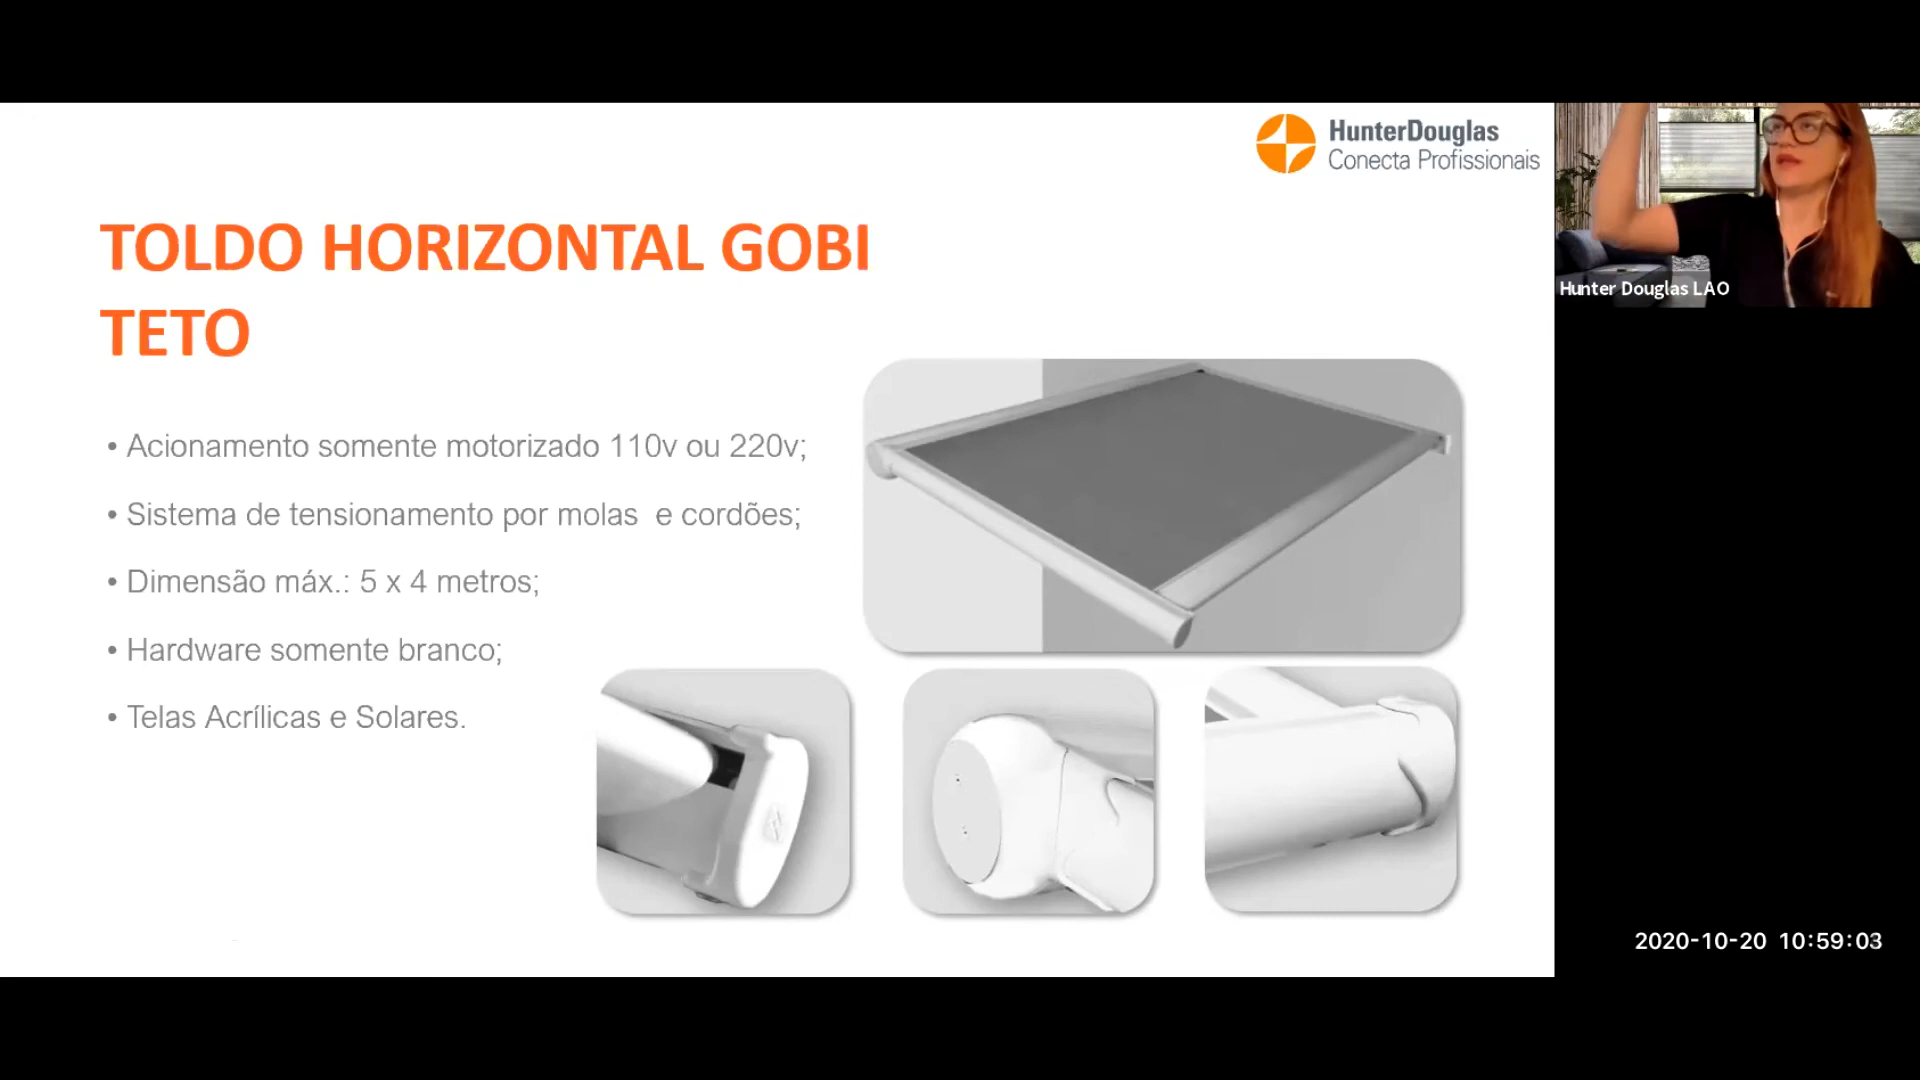 HunterDouglas
Conecta Profissionais
TOLDO HORIZONTAL GOBI
TETO
• Acionamento somente motorizado 110v ou 220v;
• Sistema de tensionamento por molas e cordões;
• Dimensão máx.: 5 x 4 metros;
• Hardware somente branco;
• Telas Acrílicas e Solares.
Hunter Douglas LAO
2020-10-20 10:59:03